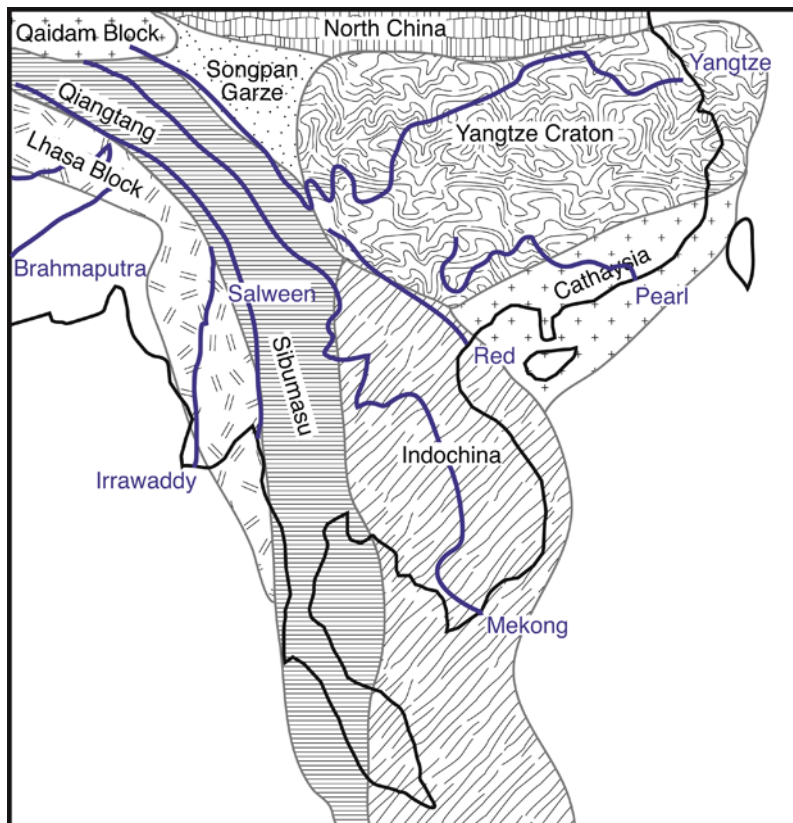 Qaidam Block
North China
Songpan
Garze
Yangtze
Qiangtang
Yangtze Craton
Lhasa Block
Brahmaputra
Salween
Cathaysia
Pearl
Sibumasu
Red
Indochina
Irrawaddy
Mekong